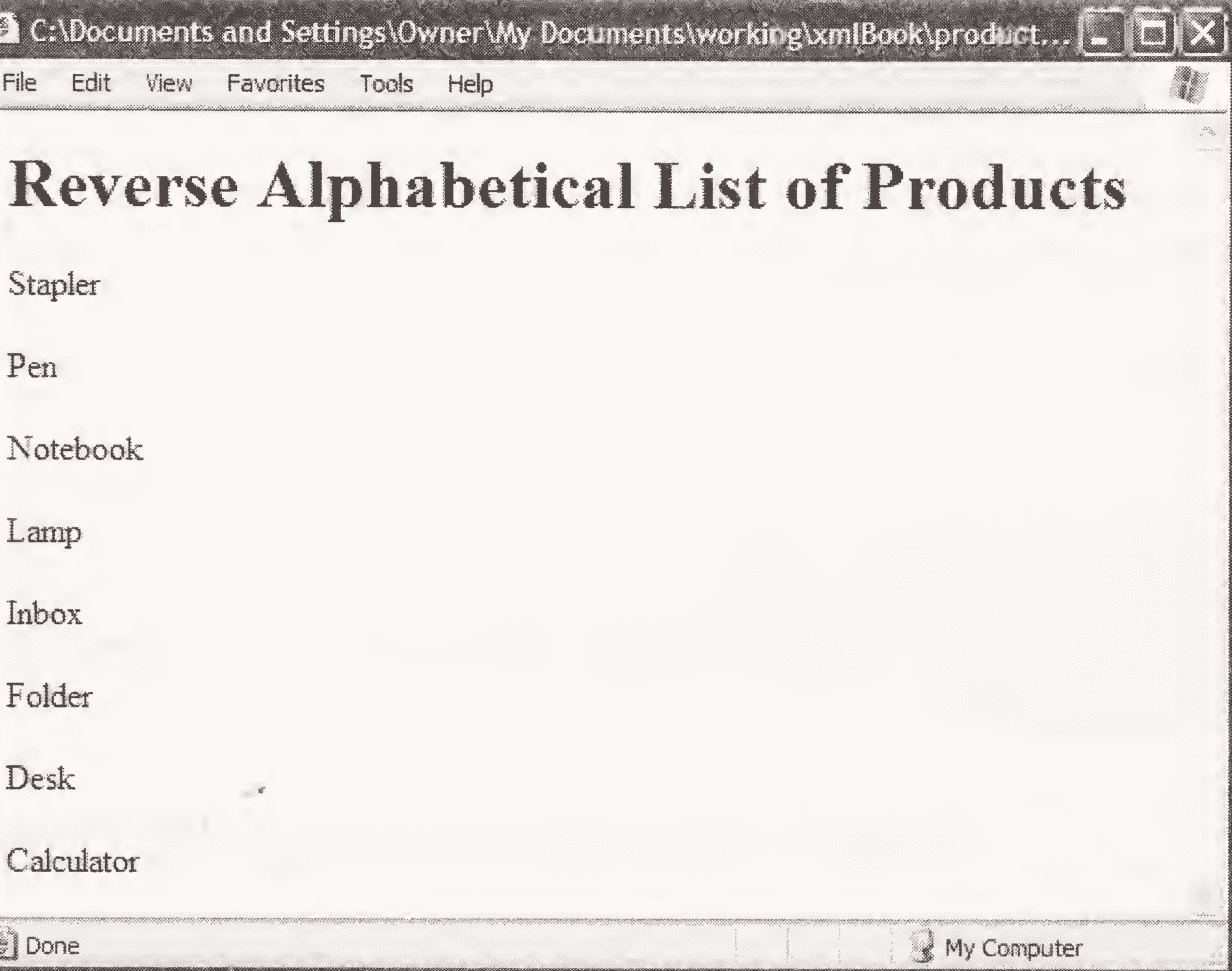 C:\Documents and Settings\Owner\My Documents\working\xmlBook\product...
File Edit View Favorites Tools Help
Reverse Alphabetical List of Products
Stapler
Pen
Notebook
Lamp
Inbox
Folder
Desk
Calculator
Done My Computer